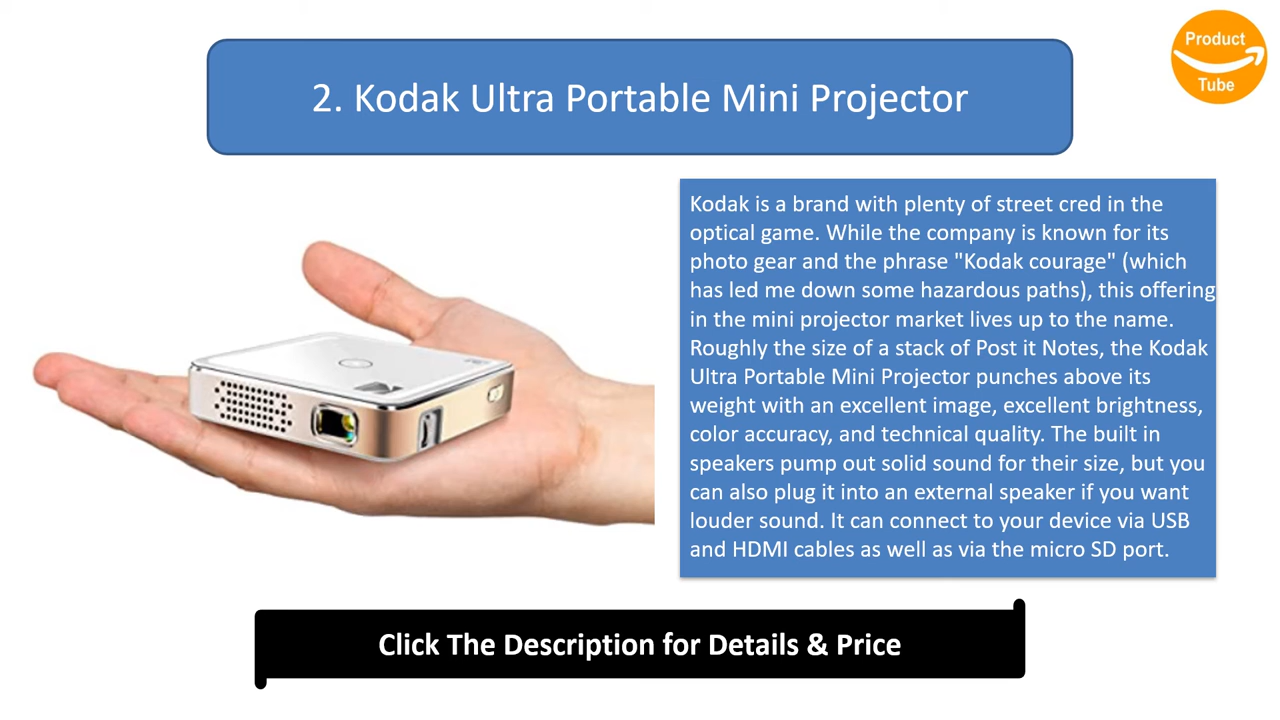 Product
Tube
2. Kodak Ultra Portable Mini Projector
Kodak is a brand with plenty of street cred in the
optical game. While the company is known for its
photo gear and the phrase "Kodak courage" (which
has led me down some hazardous paths), this offering
in the mini projector market lives up to the name.
Roughly the size of a stack of Post it Notes, the Kodak
Ultra Portable Mini Projector punches above its
weight with an excellent image, excellent brightness,
color accuracy, and technical quality. The built in
speakers pump out solid sound for their size, but you
can also plug it into an external speaker if you want
louder sound. It can connect to your device via USB
and HDMI cables as well as via the micro SD port.
Click The Description for Details & Price